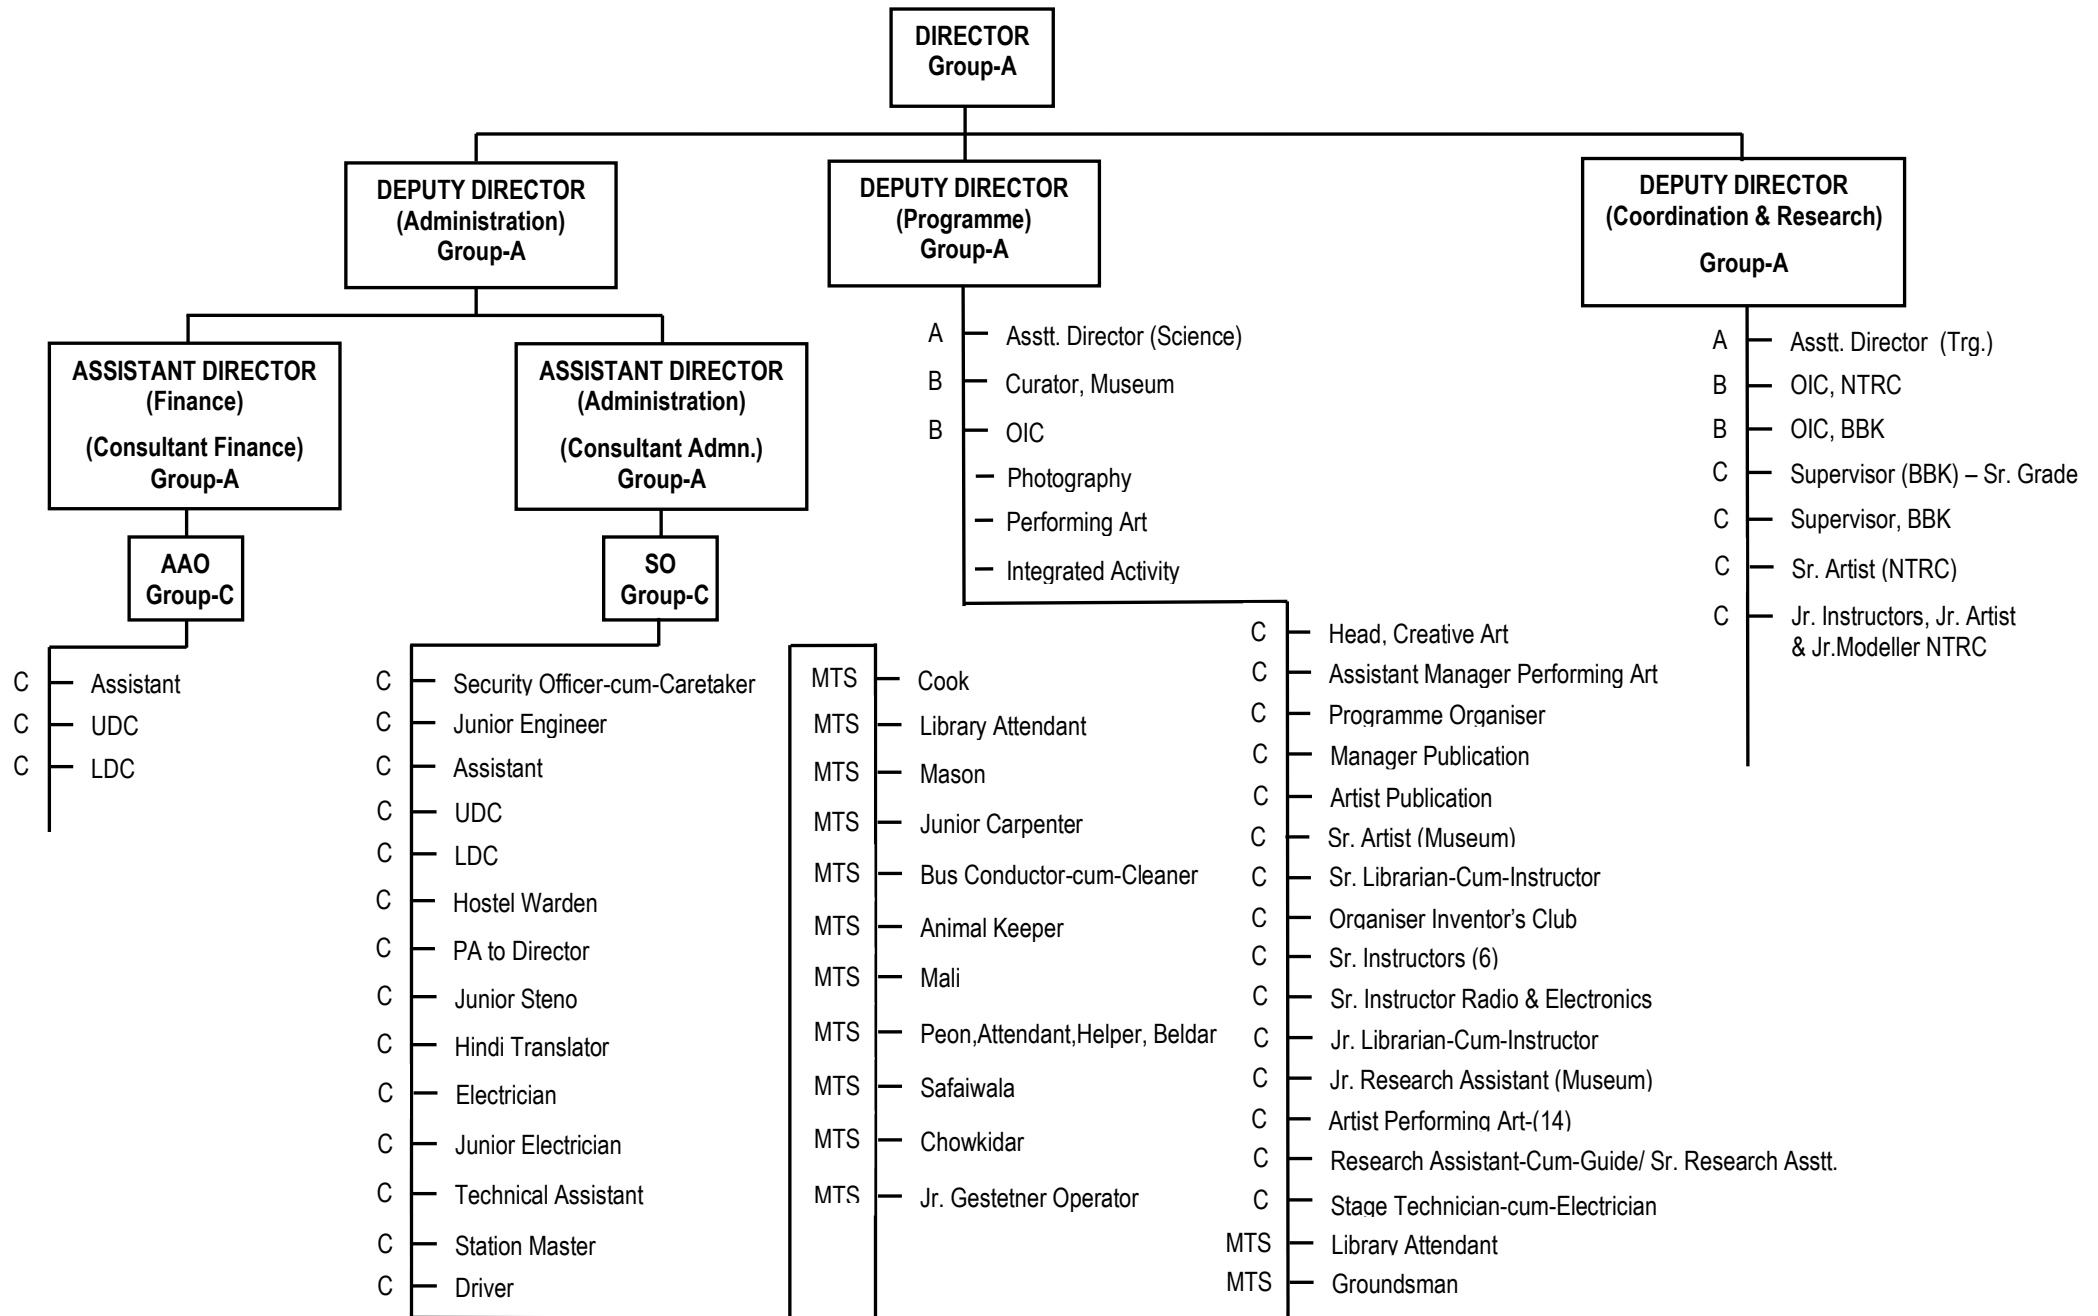 DIRECTOR
Group-A
DEPUTY DIRECTOR
(Administration)
Group-A
DEPUTY DIRECTOR
(Programme)
Group-A
DEPUTY DIRECTOR
(Coordination & Research)
Group-A
ASSISTANT DIRECTOR
(Finance)
(Consultant Finance)
Group-A
ASSISTANT DIRECTOR
(Administration)
(Consultant Admn.)
Group-A
AAO
Group-C
SO
Group-C
C Assistant
C UDC
C LDC
C Security Officer-cum-Caretaker
C Junior Engineer
C Assistant
C UDC
C LDC
C Hostel Warden
C PA to Director
C Junior Steno
C Hindi Translator
C Electrician
C Junior Electrician
C Technical Assistant
C Station Master
C Driver
MTS Cook
MTS Library Attendant
MTS Mason
MTS Junior Carpenter
MTS Bus Conductor-cum-Cleaner
MTS Animal Keeper
MTS Mali
MTS Peon,Attendant,Helper, Beldar
MTS Safaiwala
MTS Chowkidar
MTS Jr. Gestetner Operator
A Asstt. Director (Science)
B Curator, Museum
B OIC
Photography
Performing Art
Integrated Activity
C Head, Creative Art
C Assistant Manager Performing Art
C Programme Organiser
C Manager Publication
C Artist Publication
C Sr. Artist (Museum)
C Sr. Librarian-Cum-Instructor
C Organiser Inventor's Club
C Sr. Instructors (6)
C Sr. Instructor Radio & Electronics
C Jr. Librarian-Cum-Instructor
C Jr. Research Assistant (Museum)
C Artist Performing Art-(14)
C Research Assistant-Cum-Guide/ Sr. Research Asstt.
C Stage Technician-cum-Electrician
MTS Library Attendant
MTS Groundsman
A Asstt. Director (Trg.)
B OIC, NTRC
B OIC, BBK
C Supervisor (BBK) – Sr. Grade
C Supervisor, BBK
C Sr. Artist (NTRC)
C Jr. Instructors, Jr. Artist
& Jr.Modeller NTRC